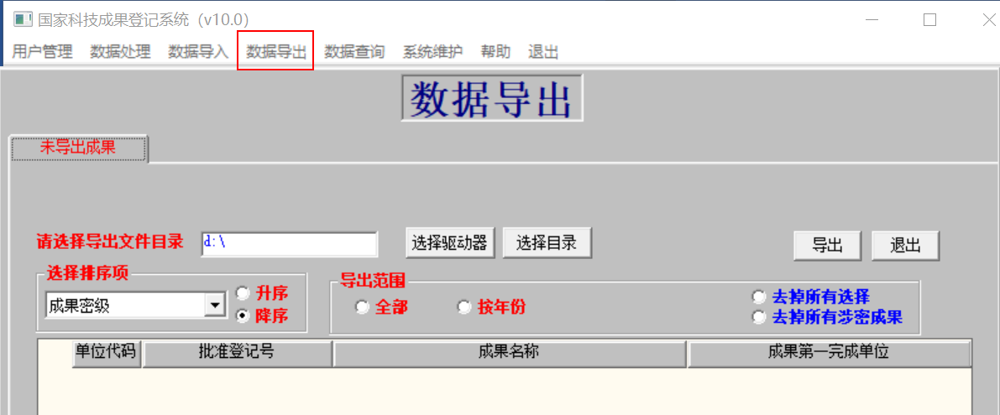 国家科技成果登记系统（v10.0）
用户管理 数据处理 数据导入 数据导出 数据查询 系统维护 帮助 退出
数据导出
未导出成果
请选择导出文件目录 d:\ 选择驱动器 选择目录 导出 退出
选择排序项
成果密级
升序
降序
导出范围
全部 按年份
去掉所有选择
去掉所有涉密成果
单位代码 批准登记号 成果名称 成果第一完成单位